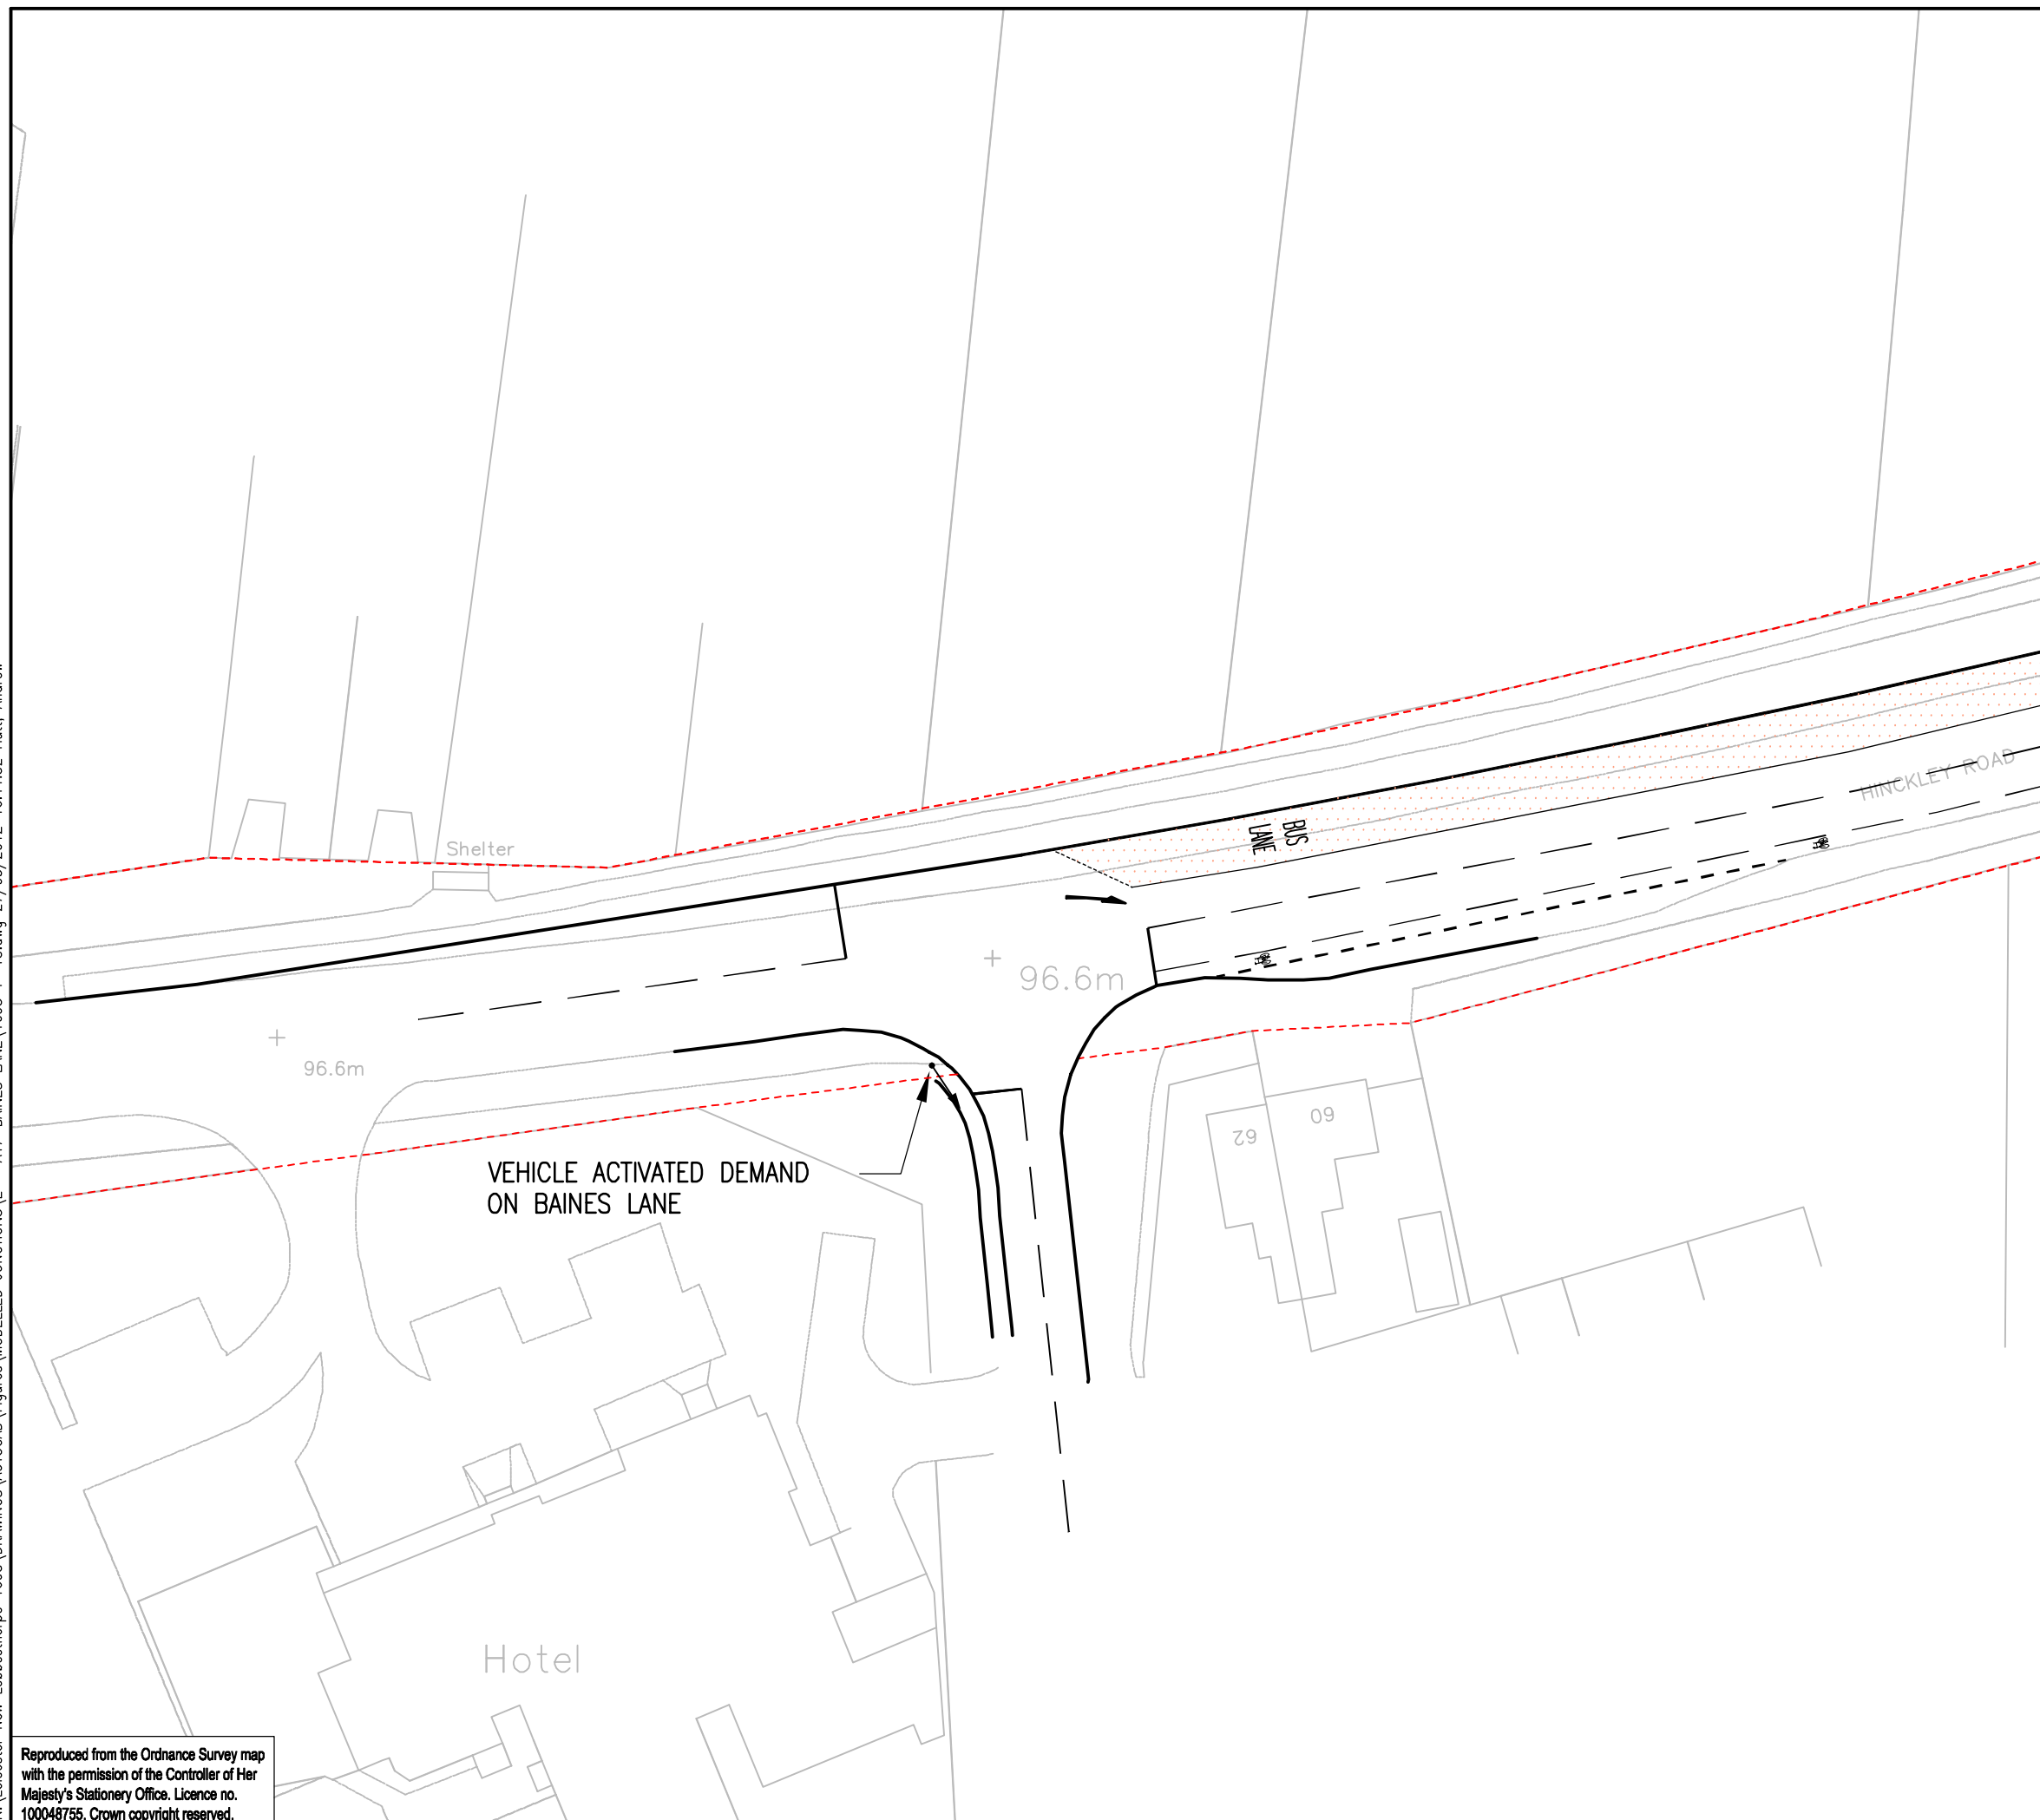 Shelter
BUS
LANE
HINCKLEY ROAD
96.6m
96.6m
62
60
VEHICLE ACTIVATED DEMAND
ON BAINES LANE
Hotel
Reproduced from the Ordnance Survey map
with the permission of the Controller of Her
Majesty's Stationery Office. Licence no.
100048755. Crown copyright reserved.